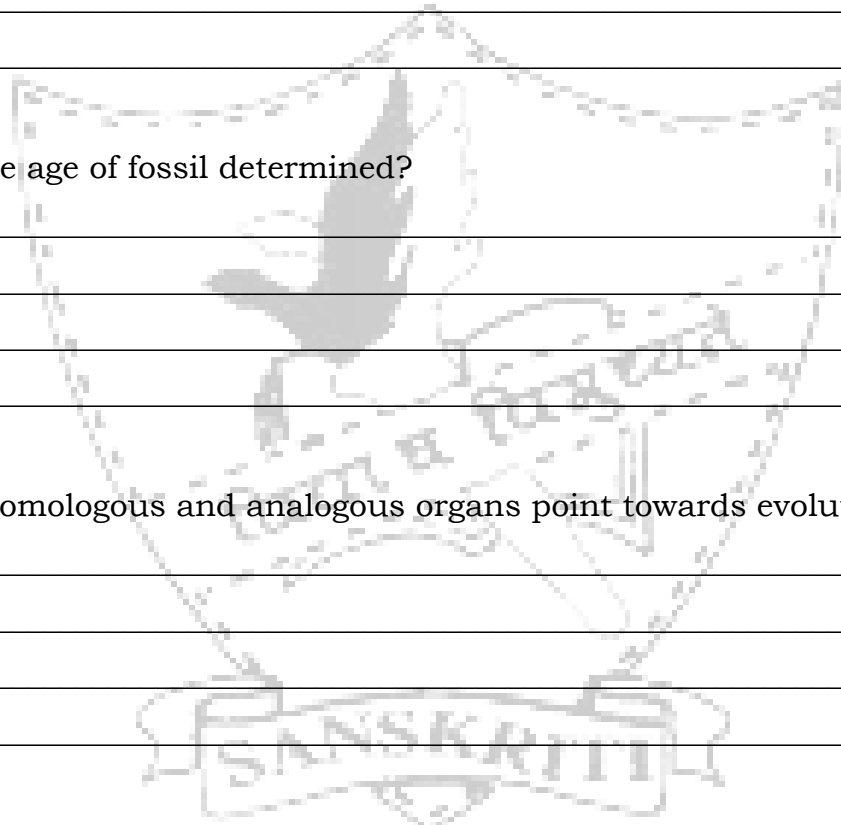 e age of fossil determined?
omologous and analogous organs point towards evolu
SANSKRITI